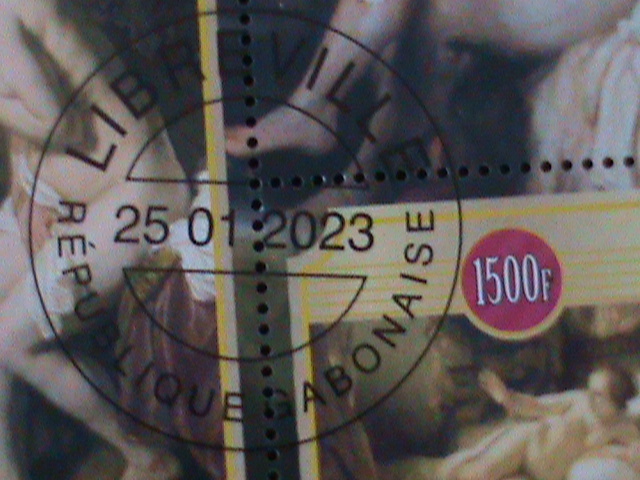 LIBREVILLE
25 01 2023
RÉPUBLIQUE GABONAISE
1500F